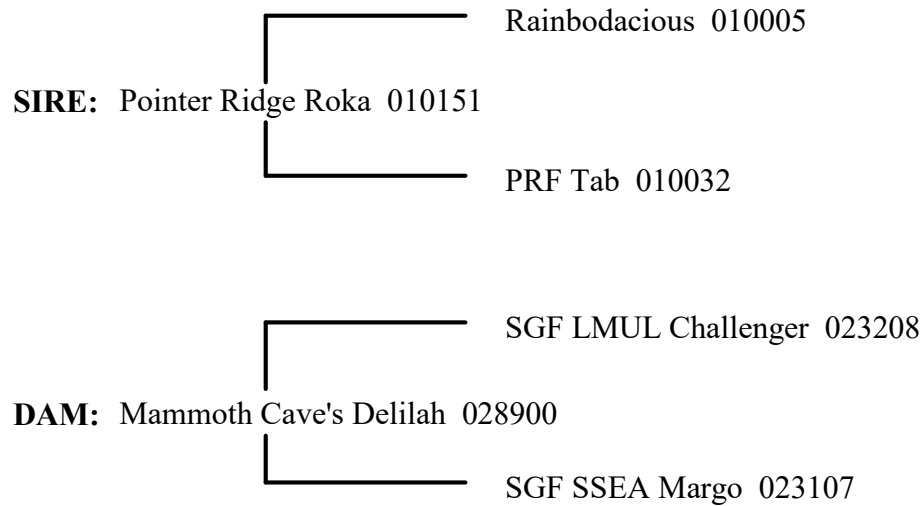 Rainbodacious 010005
SIRE: Pointer Ridge Roka 010151
PRF Tab 010032
SGF LMUL Challenger 023208
DAM: Mammoth Cave's Delilah 028900
SGF SSEA Margo 023107